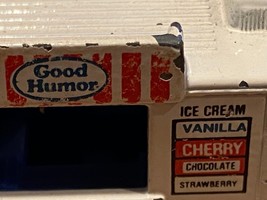 Good
Humor
ICE CREAM
VANILLA
CHERRY
CHOCOLATE
STRAWBERRY